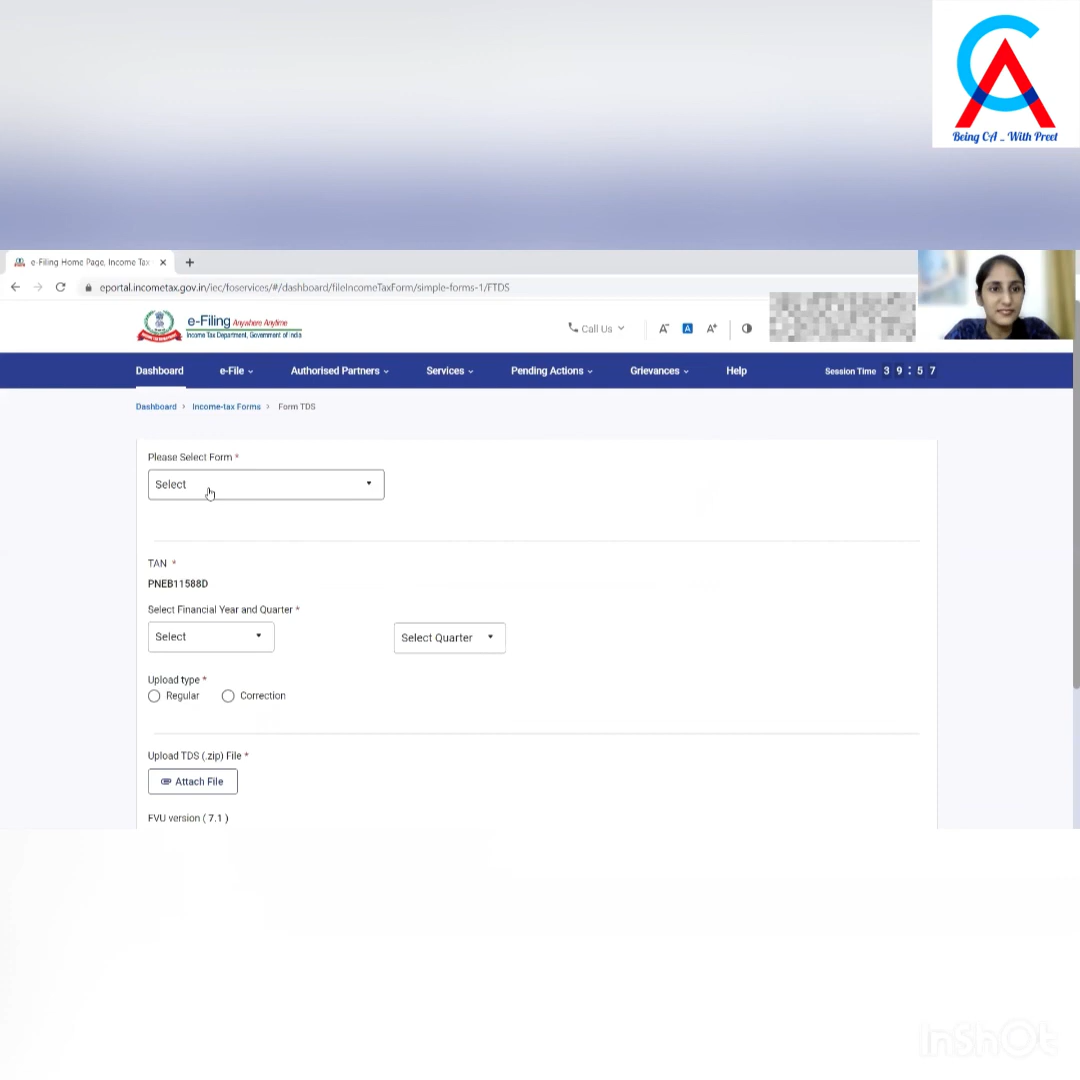 Being CA - With Preet
e-Filing Home Page, Income Tax
eportal.incometax.gov.in/iec/foservices/#/dashboard/fileIncomeTaxForm/simple-forms-1/FTDS
e-Filing Anywhere Anytime
Income Tax Department, Government of India
Call Us
A- A A+
Dashboard e-File Authorised Partners Services Pending Actions Grievances Help Session Time 3 9 : 5 7
Dashboard > Income-tax Forms > Form TDS
Please Select Form *
Select
TAN *
PNEB11588D
Select Financial Year and Quarter *
Select Select Quarter
Upload type *
Regular Correction
Upload TDS (.zip) File *
Attach File
FVU version ( 7.1 )
InShOt